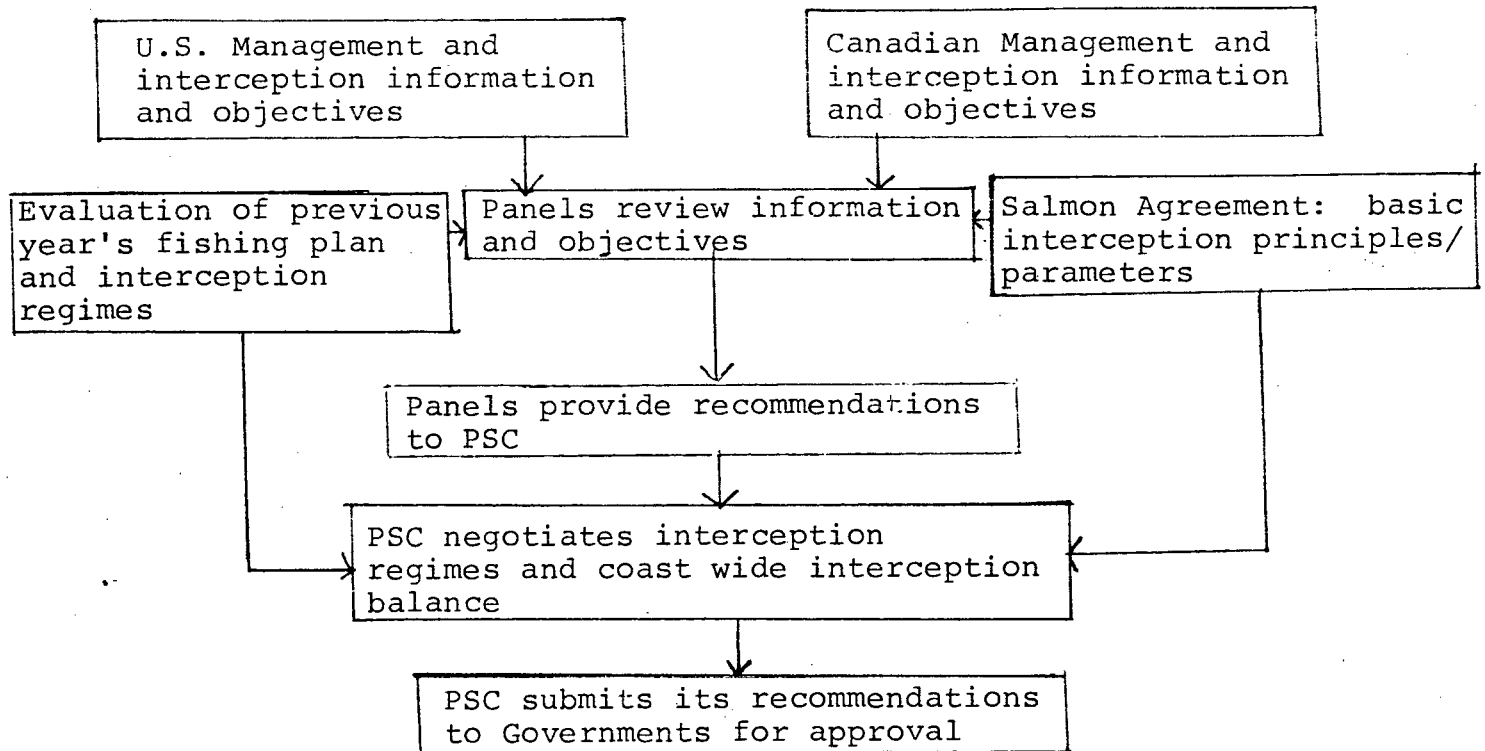 U.S. Management and
interception information
and objectives
Canadian Management and
interception information
and objectives
Evaluation of previous
year's fishing plan
and interception
regimes
Panels review information
and objectives
Salmon Agreement: basic
interception principles/
parameters
Panels provide recommendations
to PSC
PSC negotiates interception
regimes and coast wide interception
balance
PSC submits its recommendations
to Governments for approval